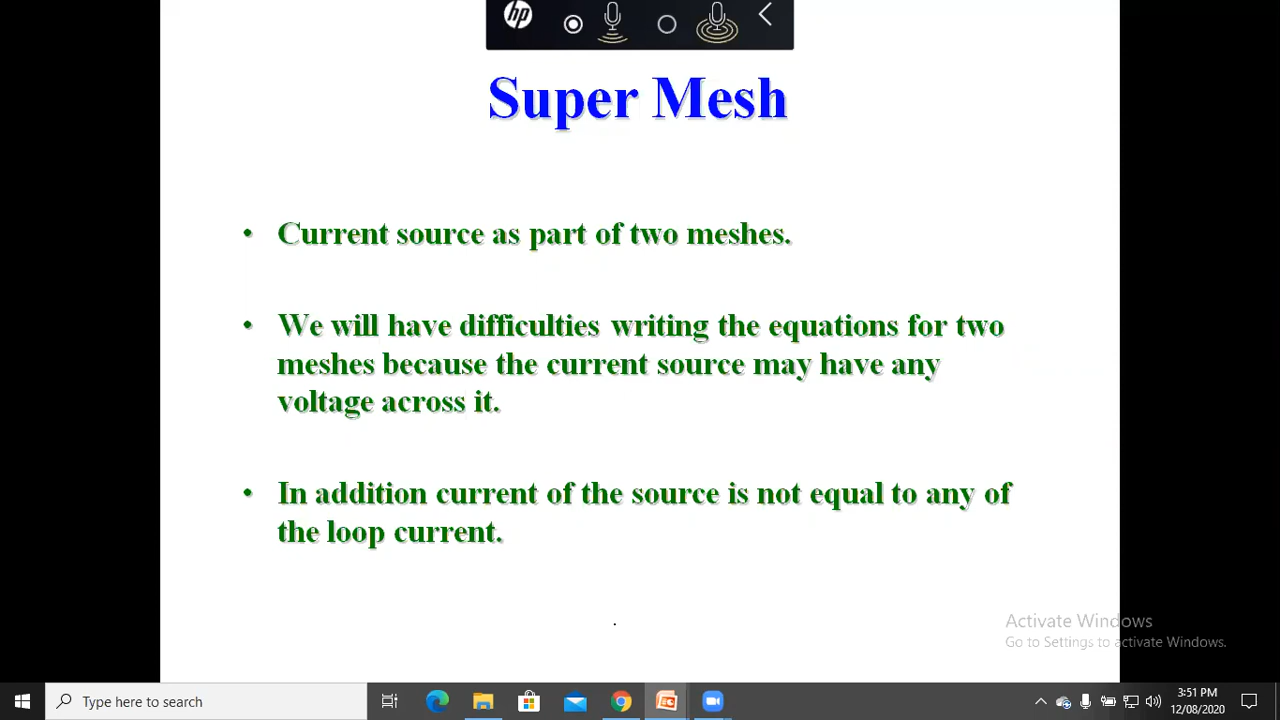 hp
Super Mesh
• Current source as part of two meshes.
• We will have difficulties writing the equations for two
meshes because the current source may have any
voltage across it.
• In addition current of the source is not equal to any of
the loop current.
.
Activate Windows
Go to Settings to activate Windows.
Type here to search
3:51 PM
12/08/2020